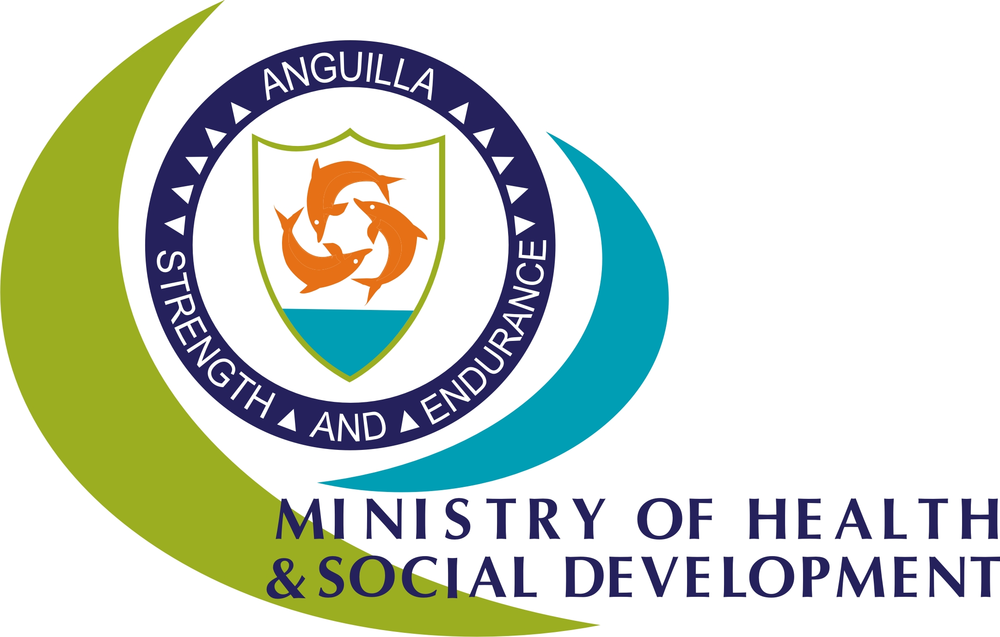 ANGUILLA
STRENGTH AND ENDURANCE
MINISTRY OF HEALTH
& SOCIAL DEVELOPMENT